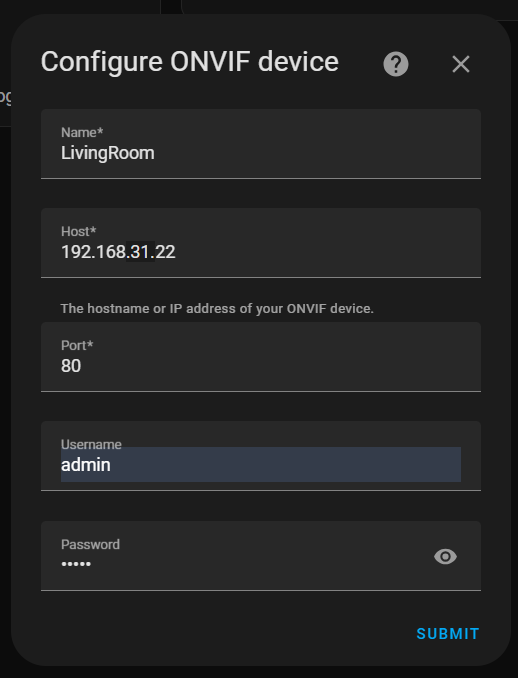 Configure ONVIF device
Name*
LivingRoom
Host*
192.168.31.22
The hostname or IP address of your ONVIF device.
Port*
80
Username
admin
Password
•••••
SUBMIT